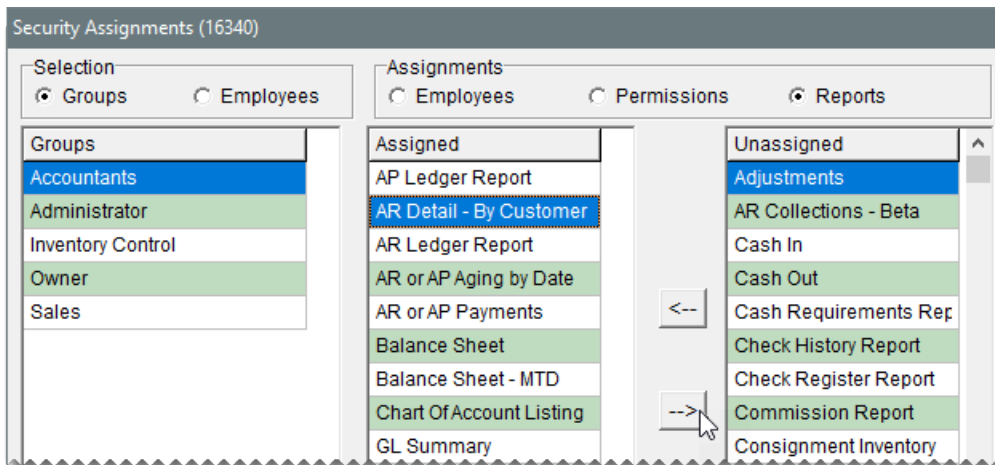 Security Assignments (16340)
Selection
Groups
Employees
Assignments
Employees
Permissions
Reports
Groups
Accountants
Administrator
Inventory Control
Owner
Sales
Assigned
AP Ledger Report
AR Detail - By Customer
AR Ledger Report
AR or AP Aging by Date
AR or AP Payments
Balance Sheet
Balance Sheet - MTD
Chart Of Account Listing
GL Summary
<--
-->
Unassigned
Adjustments
AR Collections - Beta
Cash In
Cash Out
Cash Requirements Rep
Check History Report
Check Register Report
Commission Report
Consignment Inventory